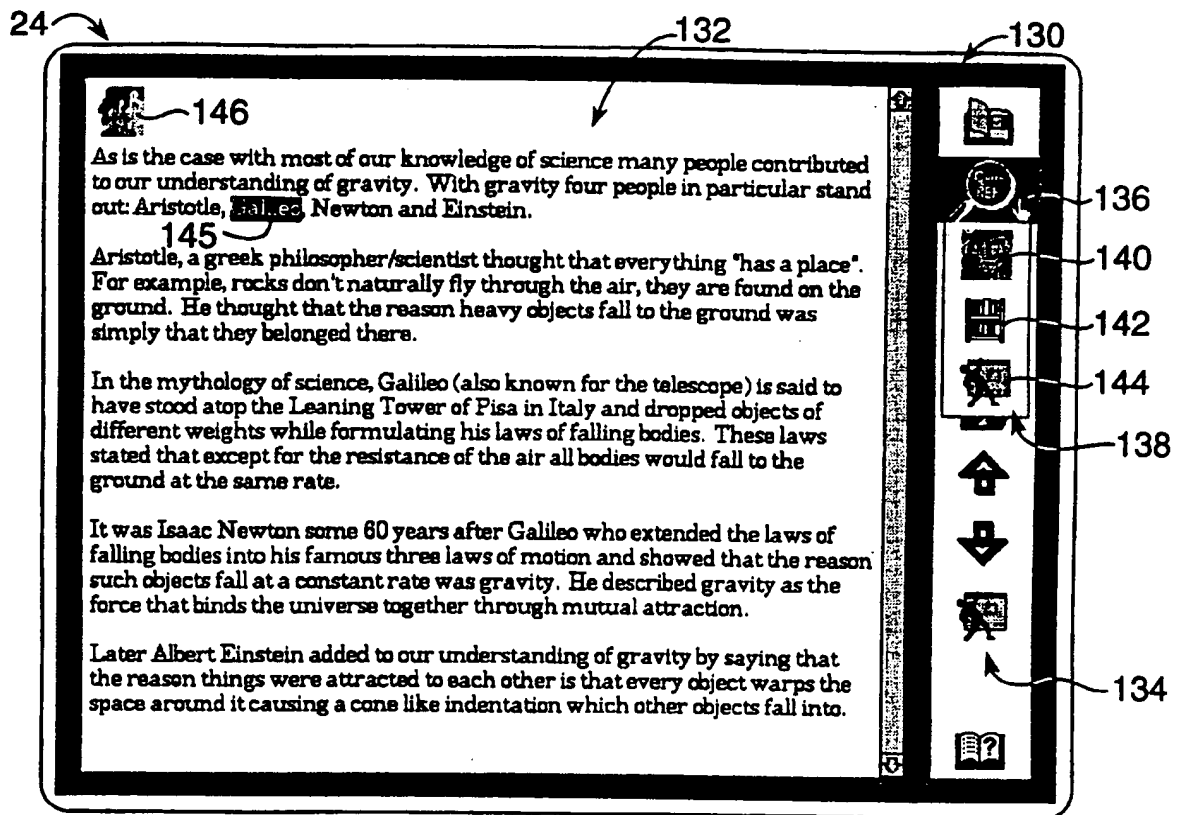 24
132
130
146
As is the case with most of our knowledge of science many people contributed
to our understanding of gravity. With gravity four people in particular stand
out: Aristotle, Newton and Einstein.
145
Aristotle, a greek philosopher/scientist thought that everything "has a place".
For example, rocks don't naturally fly through the air, they are found on the
ground. He thought that the reason heavy objects fall to the ground was
simply that they belonged there.
In the mythology of science, Galileo (also known for the telescope) is said to
have stood atop the Leaning Tower of Pisa in Italy and dropped objects of
different weights while formulating his laws of falling bodies. These laws
stated that except for the resistance of the air all bodies would fall to the
ground at the same rate.
It was Isaac Newton some 60 years after Galileo who extended the laws of
falling bodies into his famous three laws of motion and showed that the reason
such objects fall at a constant rate was gravity. He described gravity as the
force that binds the universe together through mutual attraction.
Later Albert Einstein added to our understanding of gravity by saying that
the reason things were attracted to each other is that every object warps the
space around it causing a cone like indentation which other objects fall into.
136
140
142
144
138
134
?